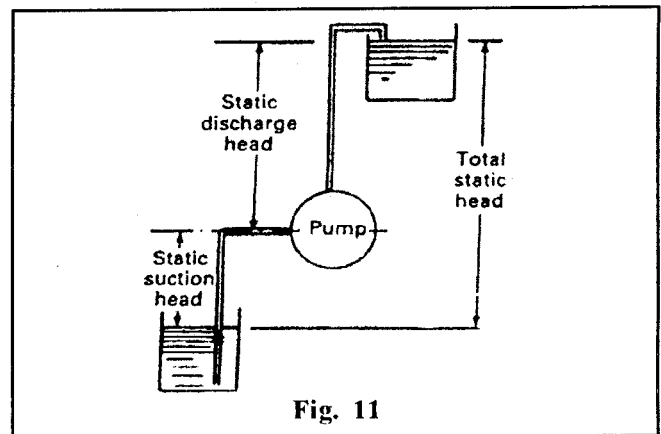 Static
discharge
head
Total
static
head
Pump
Static
suction
head
Fig. 11